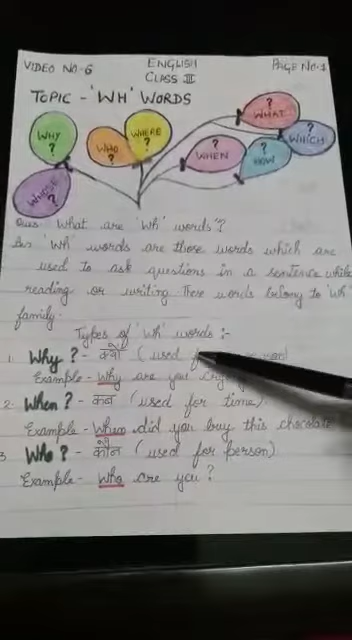 VIDEO NO-6 ENGLISH PAGE NO.1
CLASS III
TOPIC - 'WH' WORDS
WHY ? WHO ? WHERE ? WHEN ? WHAT ? HOW ? WHICH ? WHOSE ?
Ques- What are 'Wh' words'?
Ans- 'Wh' words are those words which are
used to ask questions in a sentence while
reading or writing These words belong to 'Wh'
family.
Types of 'Wh' words :-
1. Why ? - क्यों ( used for
Example - Why are you
2. When ? - कब ( used for time)
Example - When did you buy this chocolate
3. Who ? - कौन ( used for person)
Example - Who are you ?